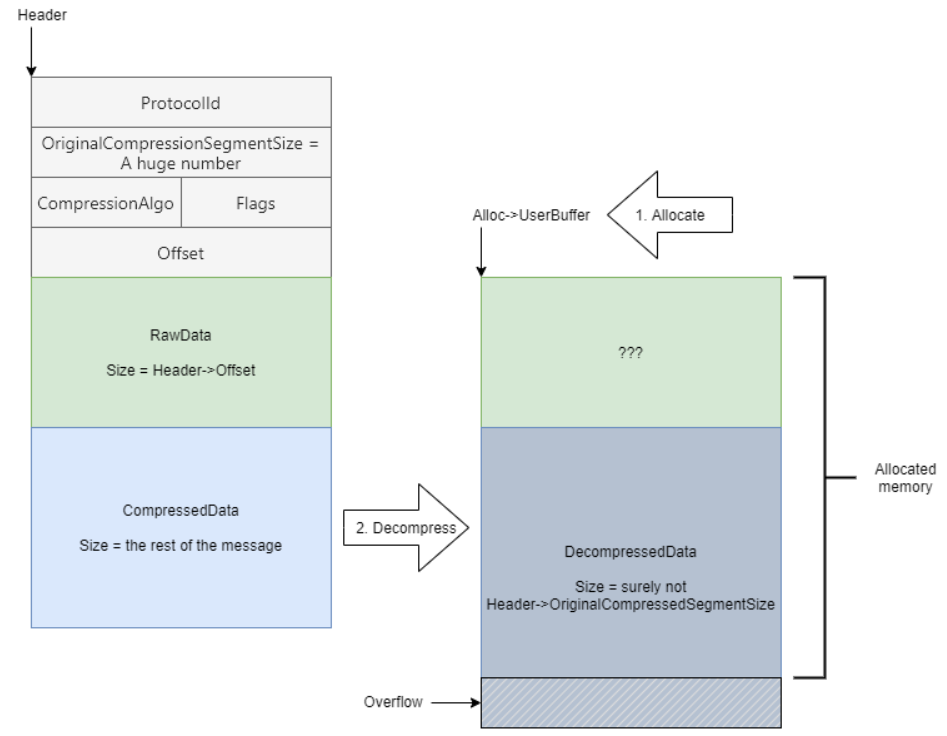 Header
ProtocolId
OriginalCompressionSegmentSize =
A huge number
CompressionAlgo
Flags
Offset
RawData
Size = Header->Offset
CompressedData
Size = the rest of the message
Alloc->UserBuffer
1. Allocate
???
2. Decompress
DecompressedData
Size = surely not
Header->OriginalCompressedSegmentSize
Allocated
memory
Overflow